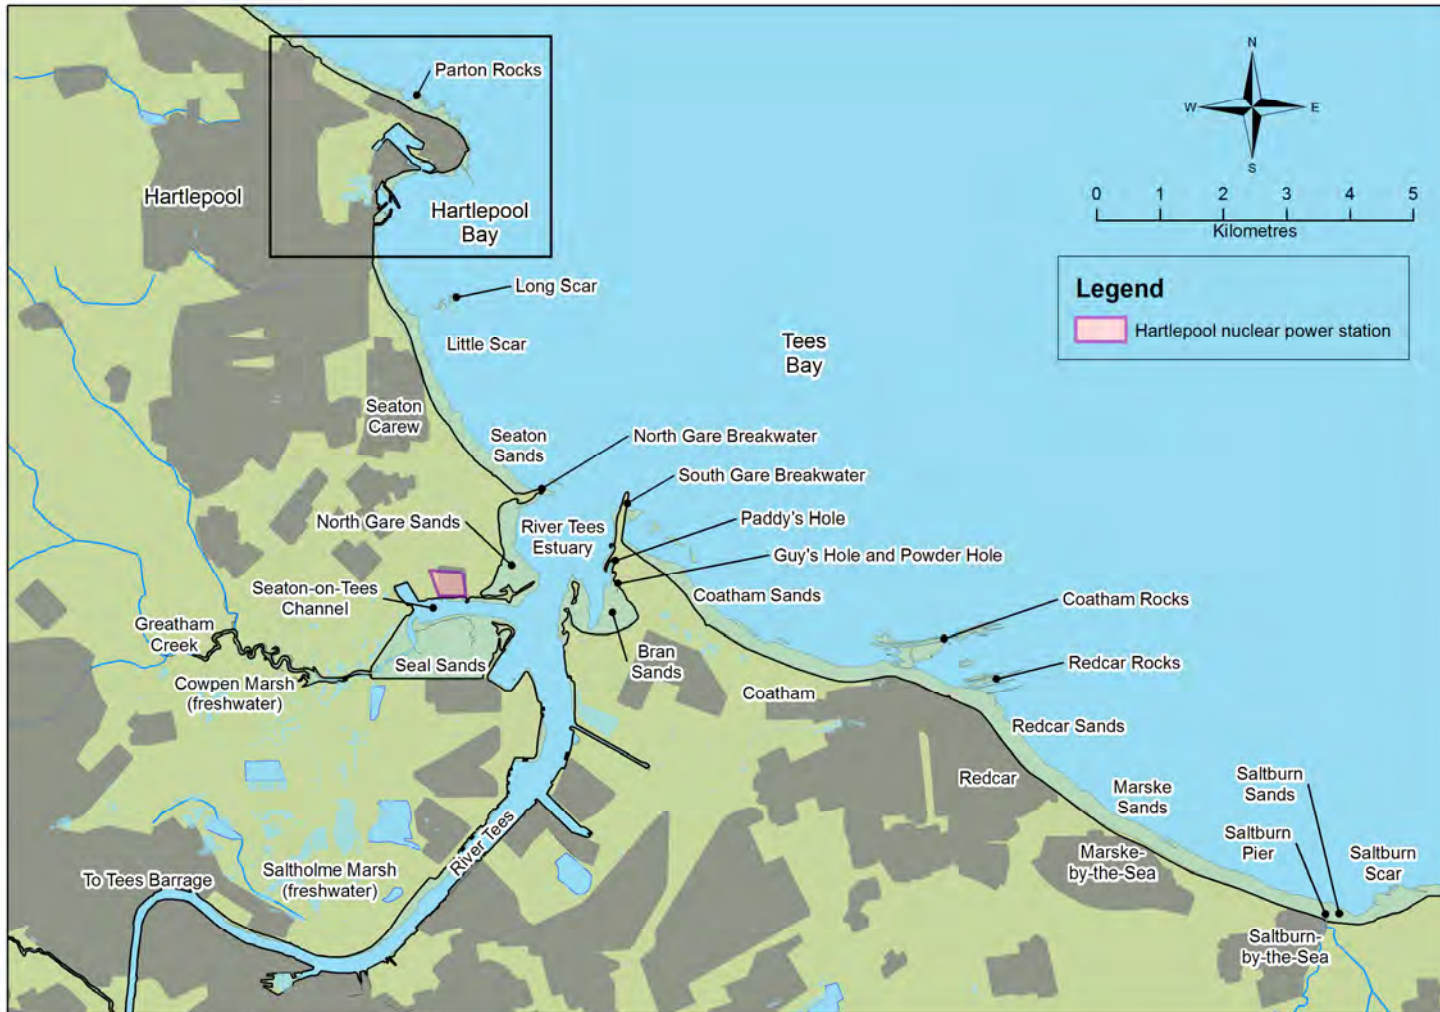 Parton Rocks
N
W
E
S
Hartlepool
Hartlepool
Bay
0 1 2 3 4 5
Kilometres
Legend
Hartlepool nuclear power station
Long Scar
Little Scar
Tees
Bay
Seaton
Carew
Seaton
Sands
North Gare Breakwater
South Gare Breakwater
North Gare Sands
River Tees
Estuary
Paddy's Hole
Guy's Hole and Powder Hole
Seaton-on-Tees
Channel
Coatham Sands
Coatham Rocks
Greatham
Creek
Seal Sands
Bran
Sands
Redcar Rocks
Cowpen Marsh
(freshwater)
Coatham
Redcar Sands
Redcar
Marske
Sands
Saltburn
Sands
River Tees
Saltburn
Pier
Marske-
by-the-Sea
Saltburn
Scar
Saltholme Marsh
(freshwater)
To Tees Barrage
Saltburn-
by-the-Sea